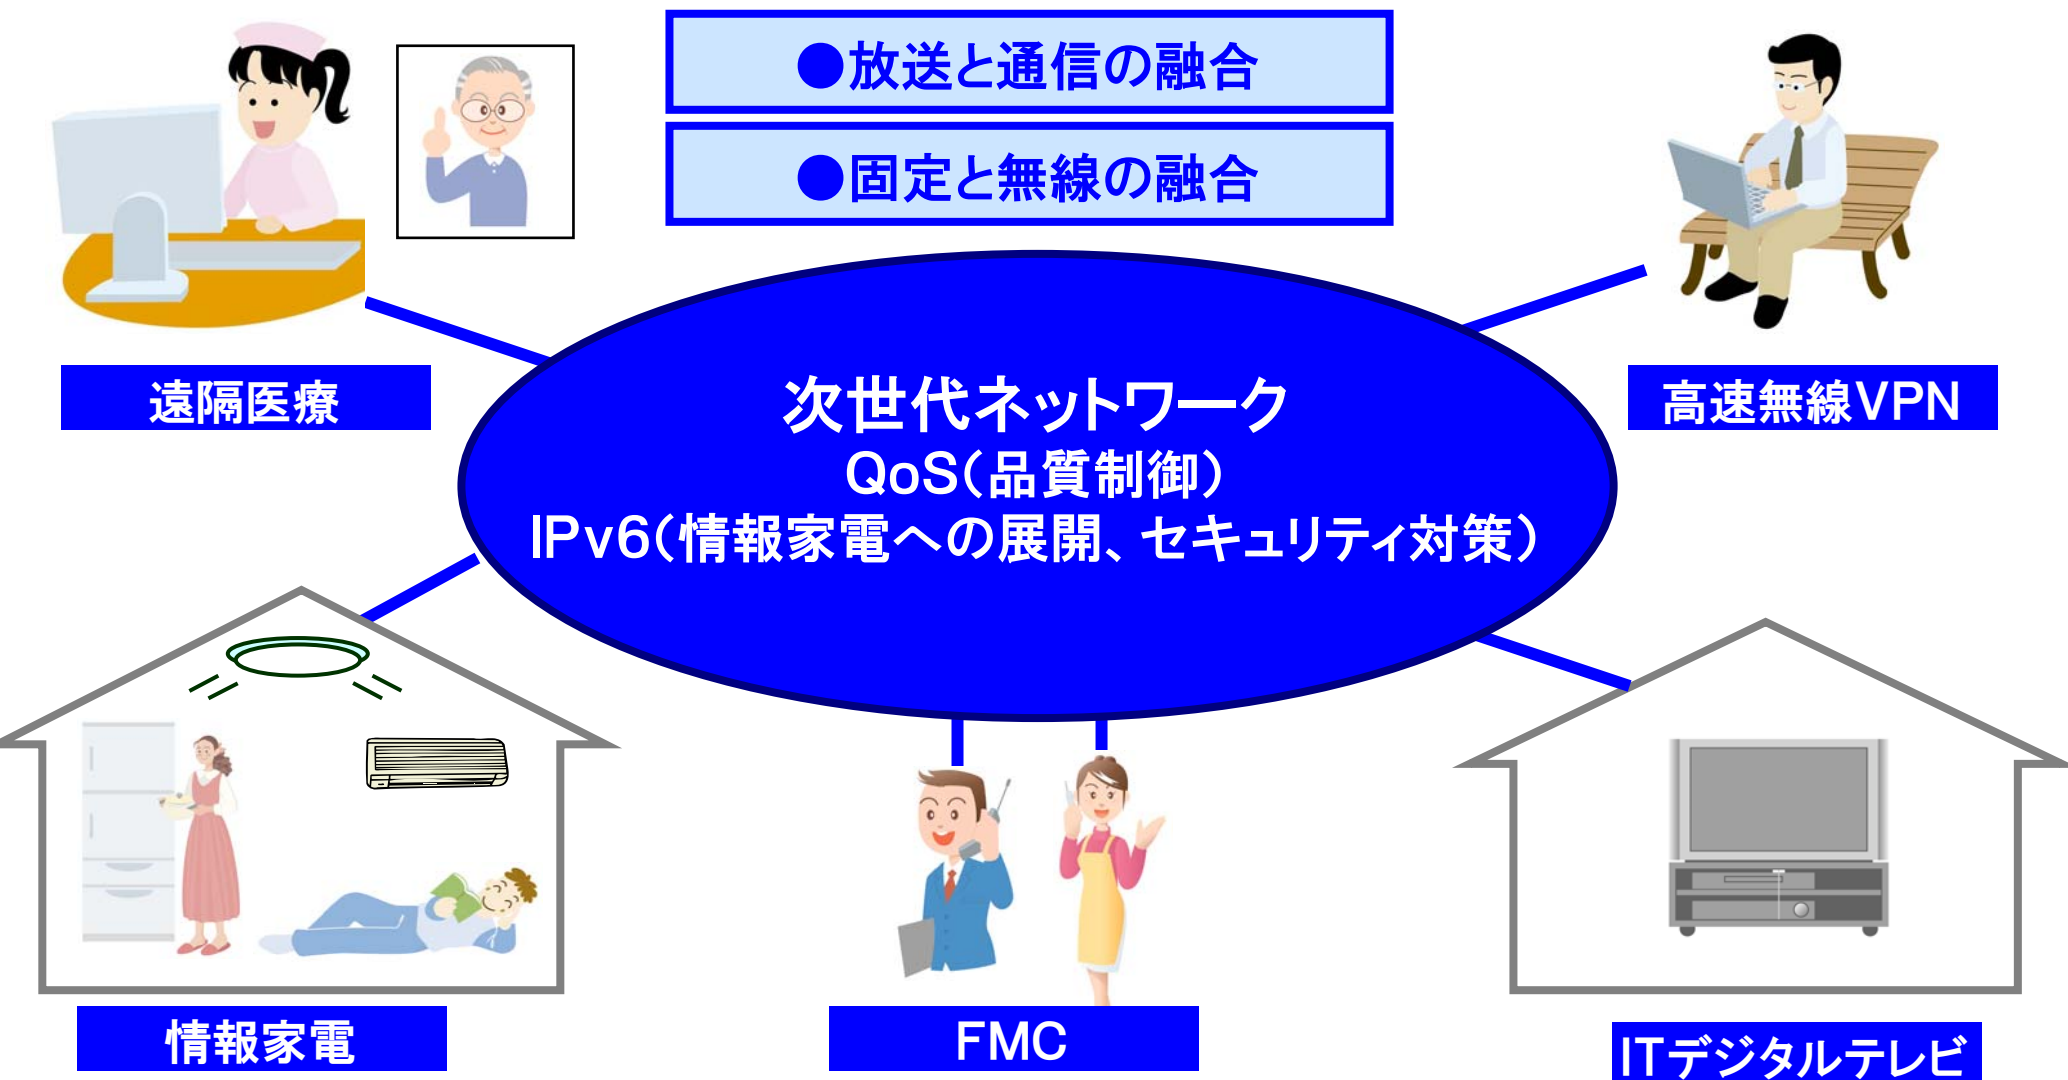 ●放送と通信の融合
●固定と無線の融合
遠隔医療
高速無線VPN
次世代ネットワーク
QoS(品質制御)
IPv6(情報家電への展開、セキュリティ対策)
情報家電
FMC
ITデジタルテレビ